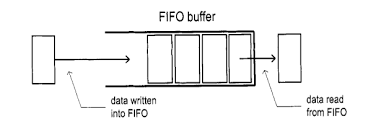 FIFO buffer
data written
into FIFO
data read
from FIFO